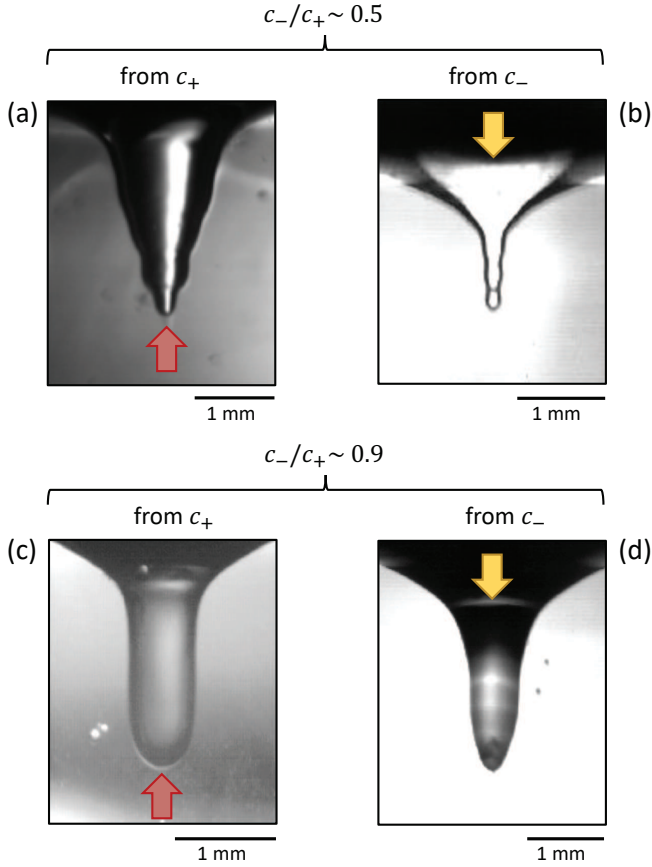 c₋/c₊ ~ 0.5
from c₊
from c₋
(a)
(b)
1 mm
1 mm
c₋/c₊ ~ 0.9
from c₊
from c₋
(c)
(d)
1 mm
1 mm